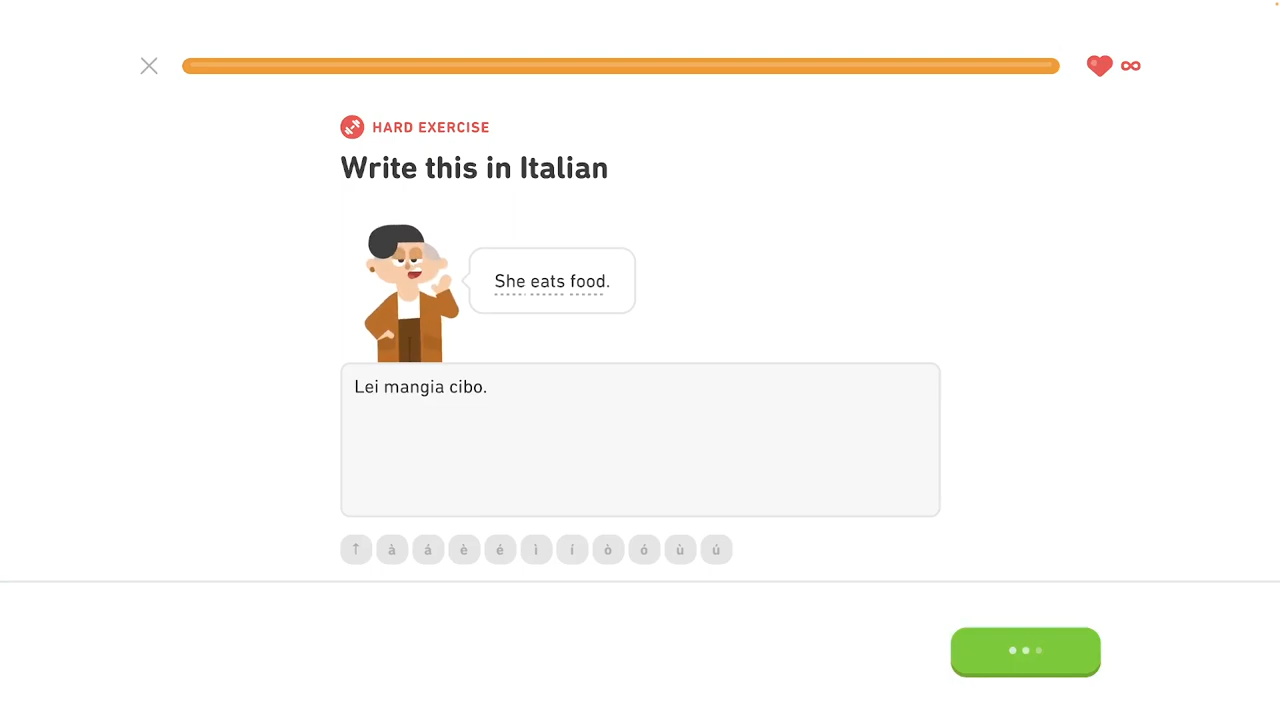 ∞
HARD EXERCISE
Write this in Italian
She eats food.
Lei mangia cibo.
↑ à á è é ì í ò ó ù ú